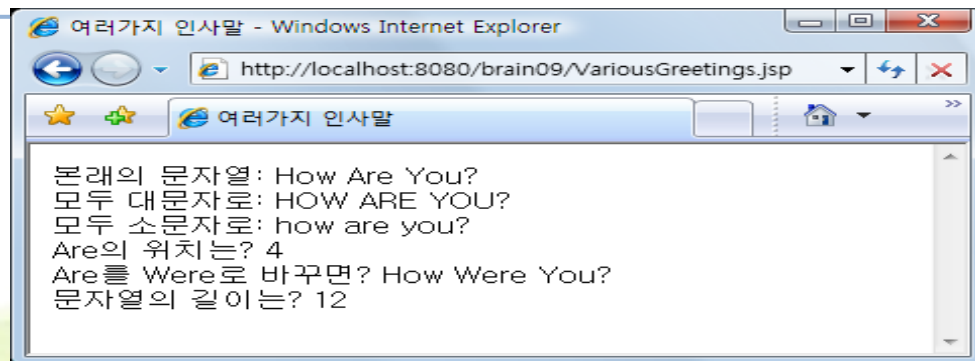 여러가지 인사말 - Windows Internet Explorer
http://localhost:8080/brain09/VariousGreetings.jsp
여러가지 인사말
본래의 문자열: How Are You?
모두 대문자로: HOW ARE YOU?
모두 소문자로: how are you?
Are의 위치는? 4
Are를 Were로 바꾸면? How Were You?
문자열의 길이는? 12